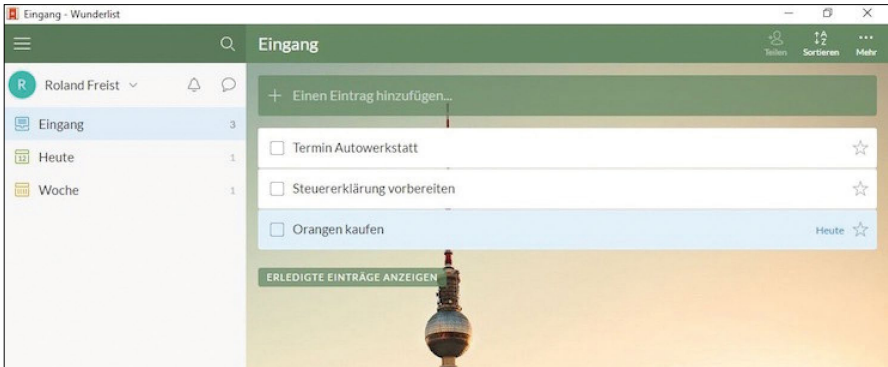 Eingang - Wunderlist
Eingang
Teilen
Sortieren
Mehr
R
Roland Freist
Einen Eintrag hinzufügen...
Eingang 3
Heute 1
Woche 1
Termin Autowerkstatt
Steuererklärung vorbereiten
Orangen kaufen Heute
ERLEDIGTE EINTRÄGE ANZEIGEN